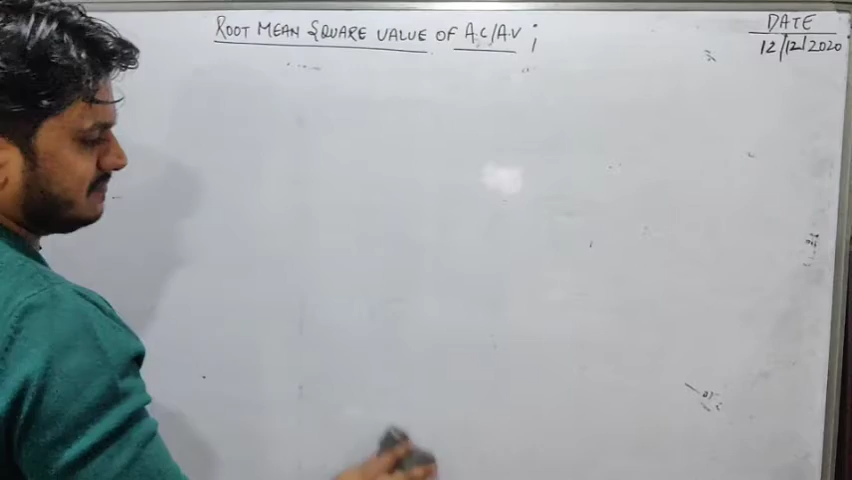 ROOT MEAN SQUARE VALUE OF A.C/A.V ;
DATE
12/12/2020